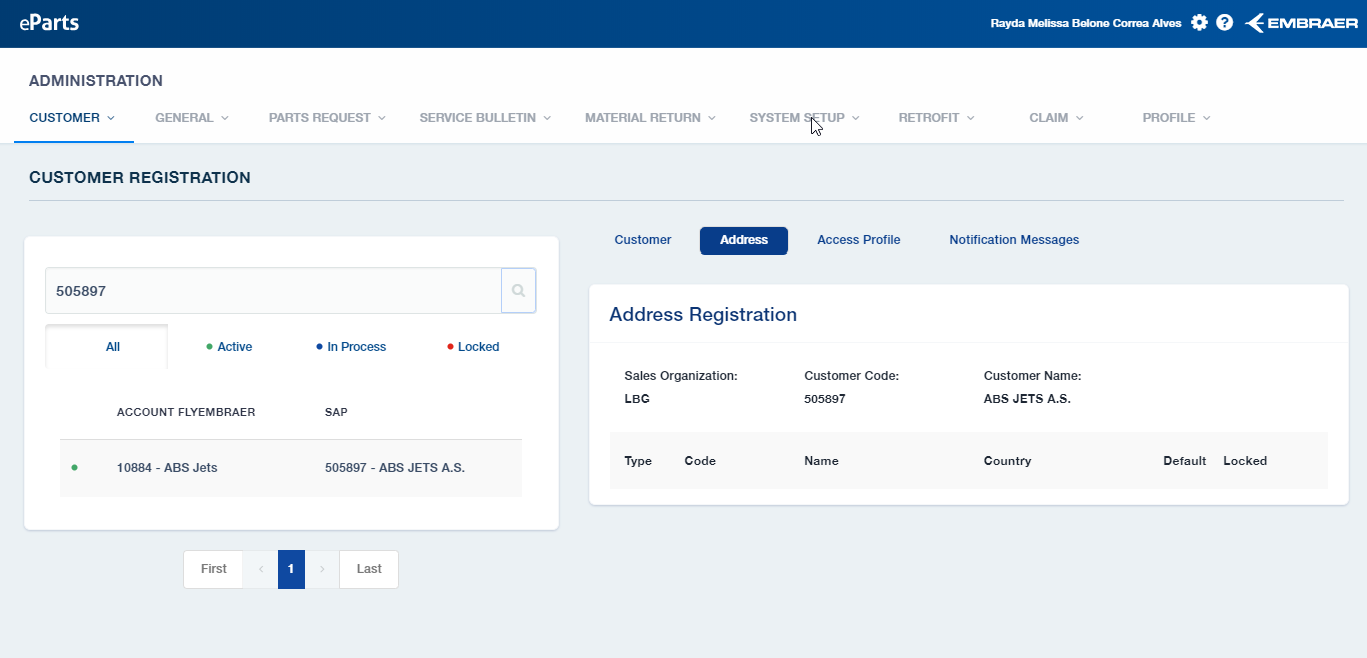 eParts
Rayda Melissa Belone Correa Alves
EMBRAER
ADMINISTRATION
CUSTOMER GENERAL PARTS REQUEST SERVICE BULLETIN MATERIAL RETURN SYSTEM SETUP RETROFIT CLAIM PROFILE
CUSTOMER REGISTRATION
505897
All Active In Process Locked
ACCOUNT FLYEMBRAER SAP
10884 - ABS Jets 505897 - ABS JETS A.S.
First ‹ 1 › Last
Customer Address Access Profile Notification Messages
Address Registration
Sales Organization: Customer Code: Customer Name:
LBG 505897 ABS JETS A.S.
Type Code Name Country Default Locked